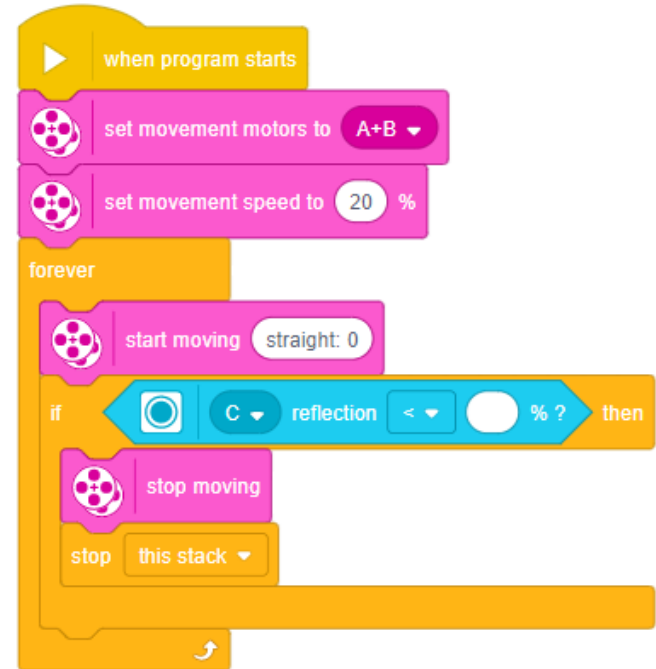 when program starts
set movement motors to A+B
set movement speed to 20 %
forever
start moving straight: 0
if C reflection < % ? then
stop moving
stop this stack